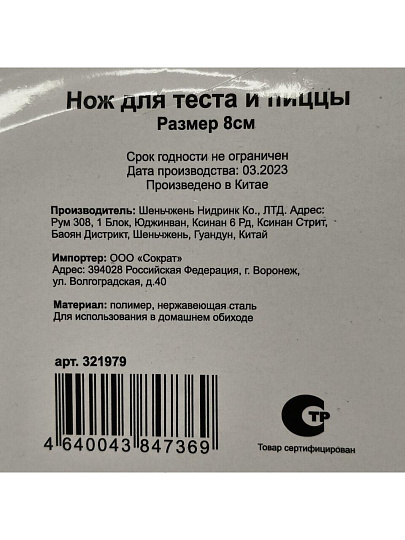 Нож для теста и пиццы
Размер 8см
Срок годности не ограничен
Дата производства: 03.2023
Произведено в Китае
Производитель: Шеньчжень Нидринк Ко., ЛТД. Адрес:
Рум 308, 1 Блок, Юджинван, Ксинан 6 Рд, Ксинан Стрит,
Баоян Дистрикт, Шеньчжень, Гуандун, Китай
Импортер: ООО «Сократ»
Адрес: 394028 Российская Федерация, г. Воронеж,
ул. Волгоградская, д.40
Материал: полимер, нержавеющая сталь
Для использования в домашнем обиходе
арт. 321979
4 640043 847369
СТР
Товар сертифицирован